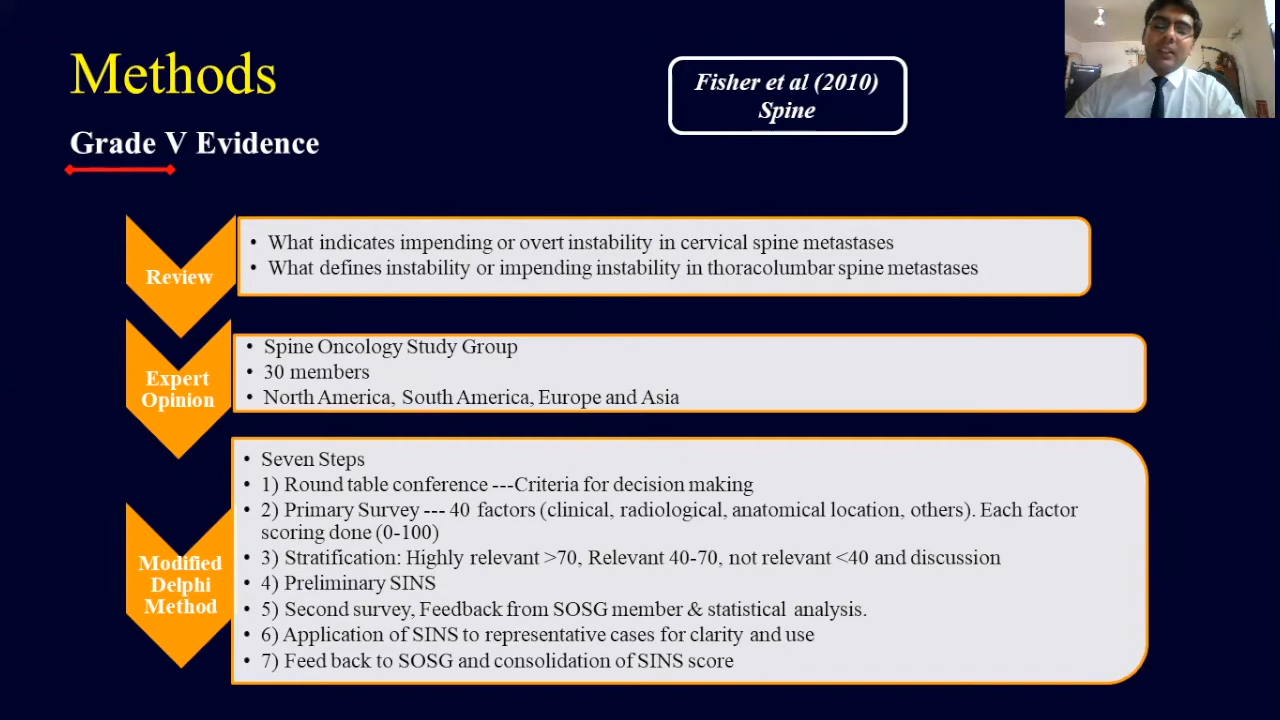 Methods
Fisher et al (2010)
Spine
Grade V Evidence
Review
• What indicates impending or overt instability in cervical spine metastases
• What defines instability or impending instability in thoracolumbar spine metastases
Expert
Opinion
• Spine Oncology Study Group
• 30 members
• North America, South America, Europe and Asia
Modified
Delphi
Method
• Seven Steps
• 1) Round table conference ---Criteria for decision making
• 2) Primary Survey --- 40 factors (clinical, radiological, anatomical location, others). Each factor
scoring done (0-100)
• 3) Stratification: Highly relevant >70, Relevant 40-70, not relevant <40 and discussion
• 4) Preliminary SINS
• 5) Second survey, Feedback from SOSG member & statistical analysis.
• 6) Application of SINS to representative cases for clarity and use
• 7) Feed back to SOSG and consolidation of SINS score